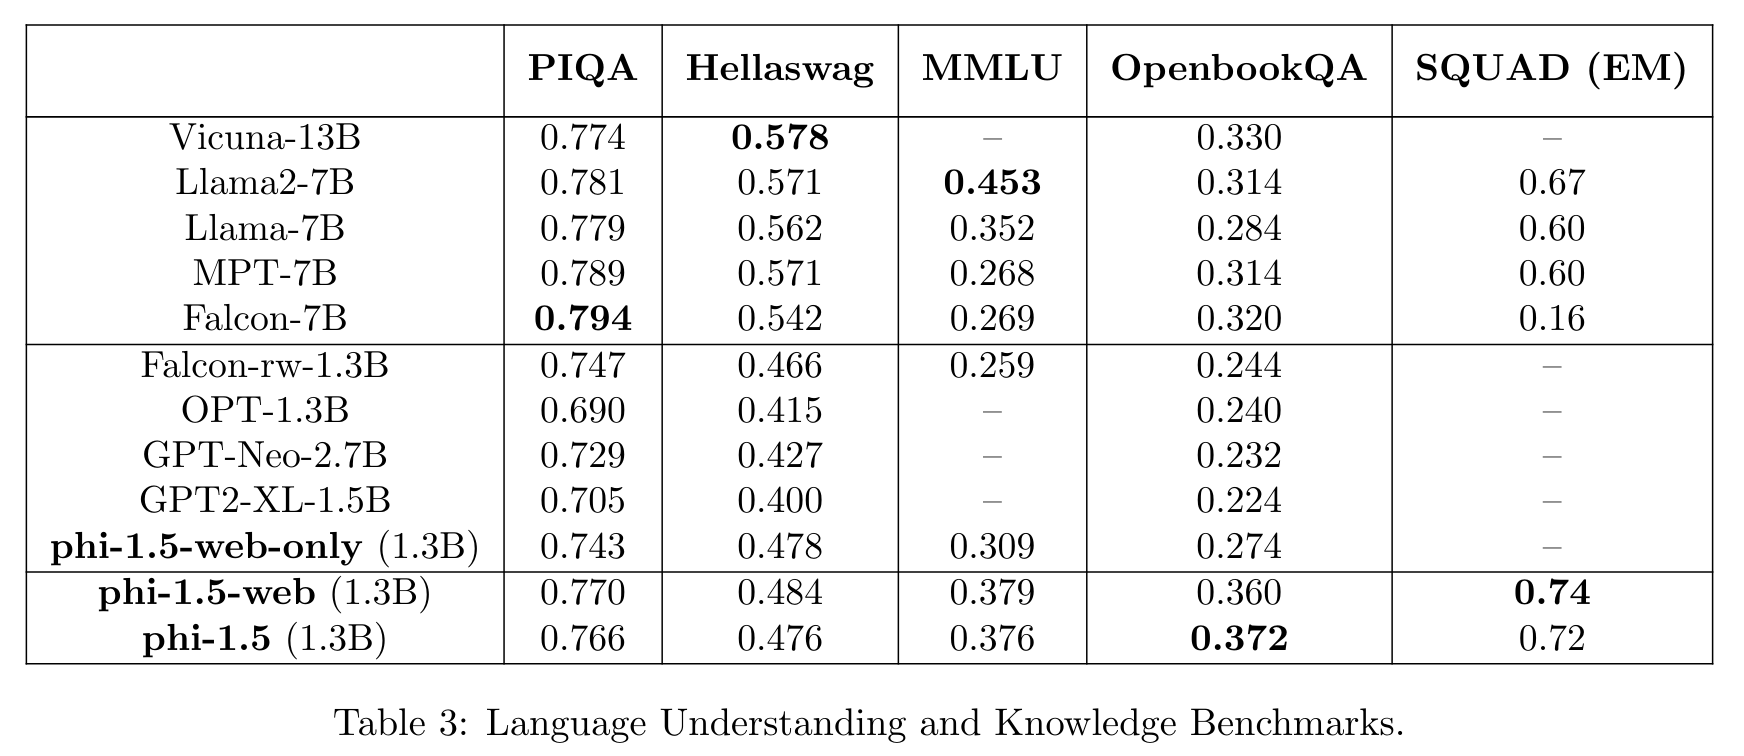 PIQA Hellaswag MMLU OpenbookQA SQUAD (EM)
Vicuna-13B 0.774 0.578 – 0.330 –
Llama2-7B 0.781 0.571 0.453 0.314 0.67
Llama-7B 0.779 0.562 0.352 0.284 0.60
MPT-7B 0.789 0.571 0.268 0.314 0.60
Falcon-7B 0.794 0.542 0.269 0.320 0.16
Falcon-rw-1.3B 0.747 0.466 0.259 0.244 –
OPT-1.3B 0.690 0.415 – 0.240 –
GPT-Neo-2.7B 0.729 0.427 – 0.232 –
GPT2-XL-1.5B 0.705 0.400 – 0.224 –
phi-1.5-web-only (1.3B) 0.743 0.478 0.309 0.274 –
phi-1.5-web (1.3B) 0.770 0.484 0.379 0.360 0.74
phi-1.5 (1.3B) 0.766 0.476 0.376 0.372 0.72
Table 3: Language Understanding and Knowledge Benchmarks.